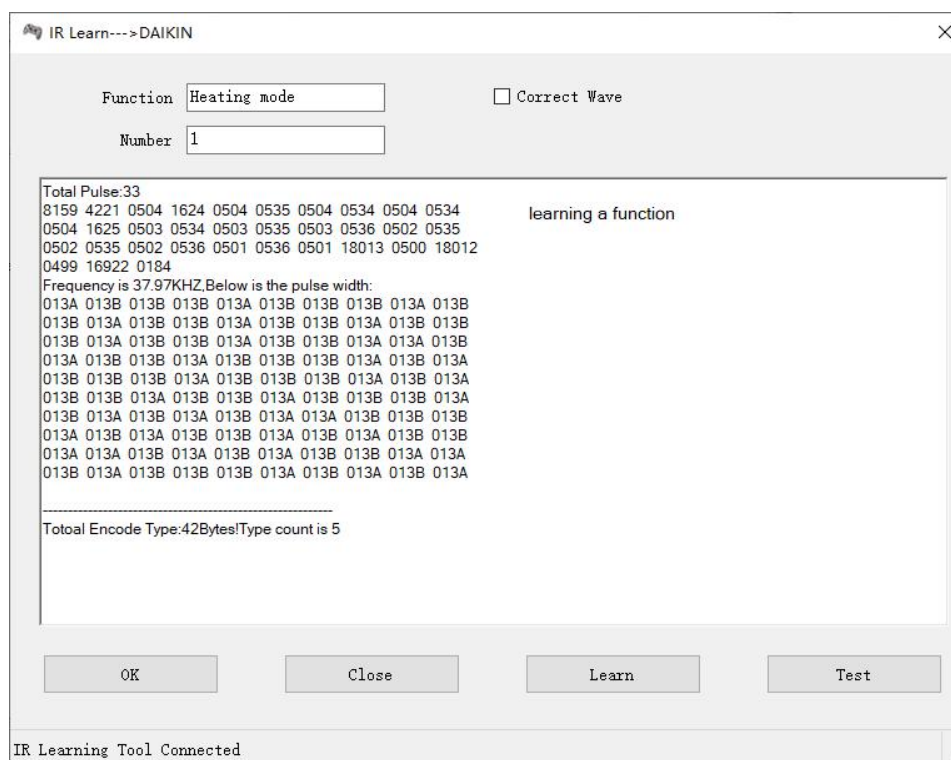 IR Learn--->DAIKIN
Function Heating mode
Correct Wave
Number 1
Total Pulse:33
8159 4221 0504 1624 0504 0535 0504 0534 0504 0534
learning a function
0504 1625 0503 0534 0503 0535 0503 0536 0502 0535
0502 0535 0502 0536 0501 0536 0501 18013 0500 18012
0499 16922 0184
Frequency is 37.97KHZ,Below is the pulse width:
013A 013B 013B 013B 013A 013B 013B 013B 013A 013B
013B 013A 013B 013B 013A 013B 013B 013A 013B 013B
013B 013A 013B 013A 013B 013B 013A 013A 013A 013B
013A 013B 013B 013A 013B 013B 013B 013A 013B 013A
013B 013B 013B 013A 013B 013B 013B 013A 013B 013A
013B 013B 013A 013B 013B 013A 013B 013B 013B 013A
013B 013A 013B 013A 013B 013A 013A 013B 013B 013B
013A 013B 013A 013B 013B 013A 013B 013A 013B 013B
013A 013A 013B 013A 013B 013A 013B 013B 013A 013A
013B 013A 013B 013B 013B 013A 013B 013A 013B 013A
--------------------------------------------------------
Totoal Encode Type:42Bytes!Type count is 5
OK Close Learn Test
IR Learning Tool Connected